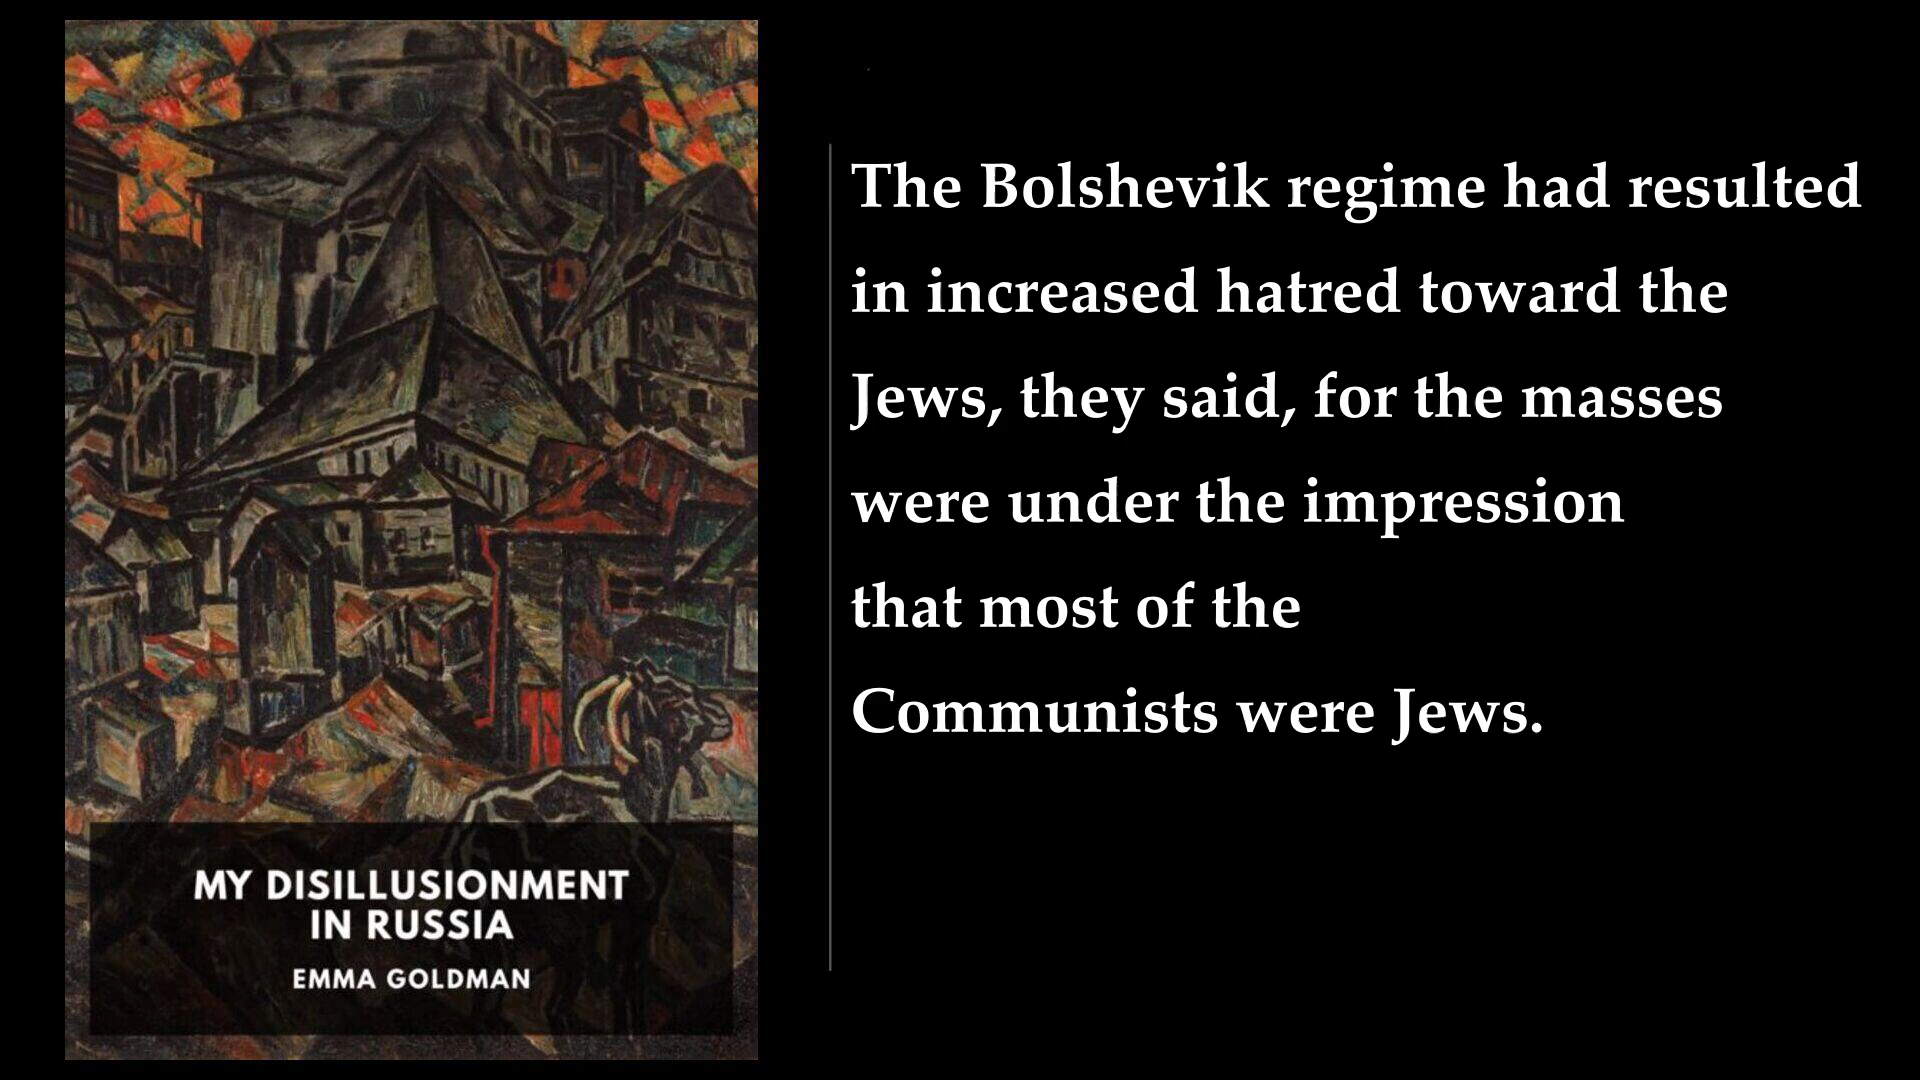 The Bolshevik regime had resulted
in increased hatred toward the
Jews, they said, for the masses
were under the impression
that most of the
Communists were Jews.
MY DISILLUSIONMENT
IN RUSSIA
EMMA GOLDMAN